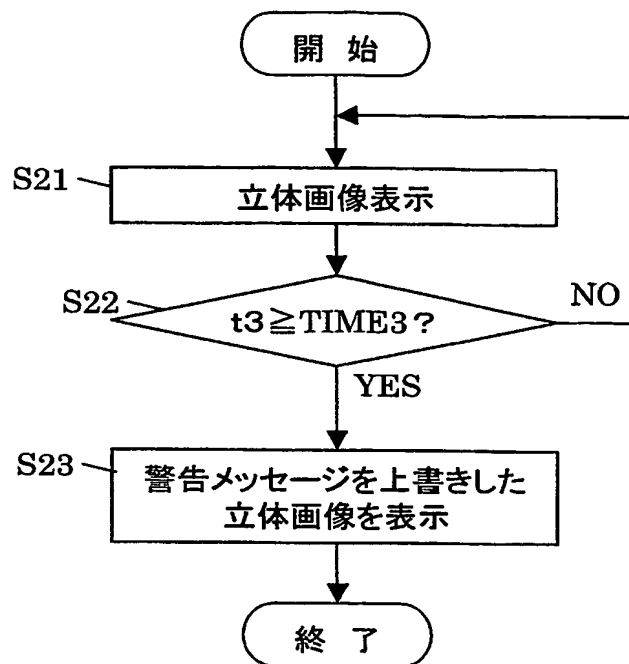 開 始
S21
立体画像表示
S22
t3≧TIME3？
NO
YES
S23
警告メッセージを上書きした
立体画像を表示
終 了